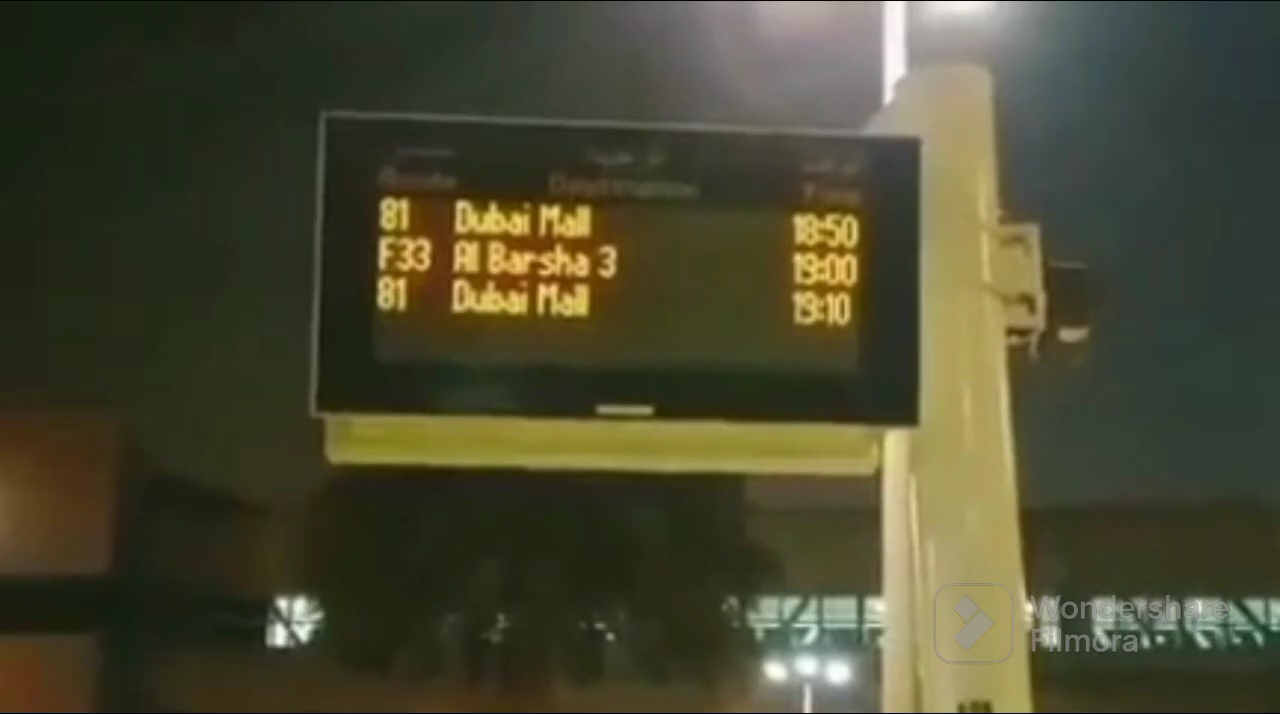 Route Destination Time
81 Dubai Mall 18:50
F33 Al Barsha 3 19:00
81 Dubai Mall 19:10
Wondershare
Filmora